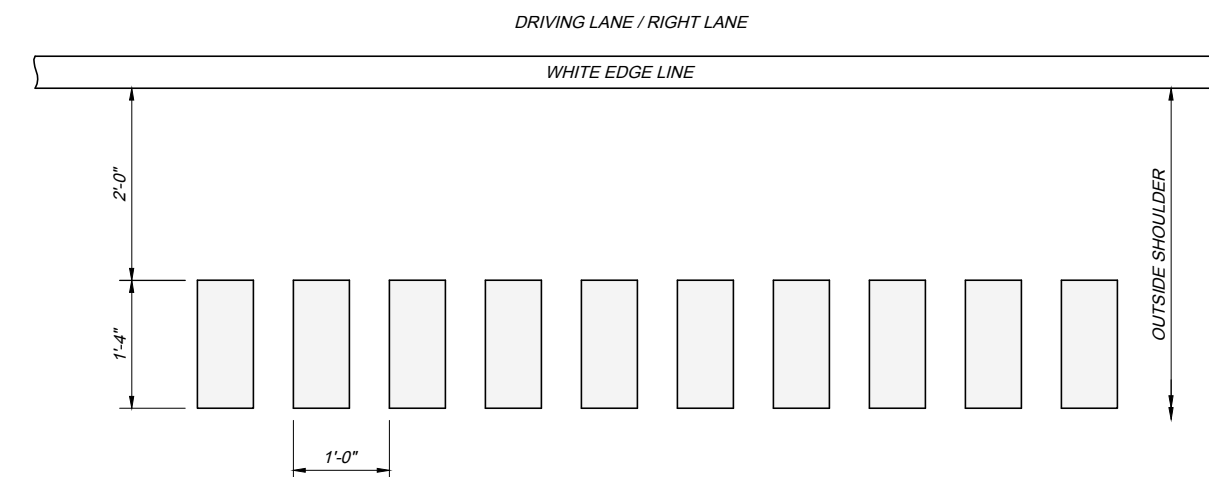 DRIVING LANE / RIGHT LANE
WHITE EDGE LINE
2'-0"
OUTSIDE SHOULDER
1'-4"
1'-0"